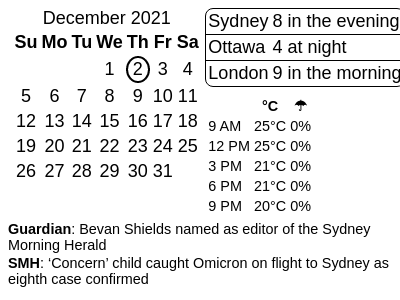 December 2021
Su Mo Tu We Th Fr Sa
1 2 3 4
5 6 7 8 9 10 11
12 13 14 15 16 17 18
19 20 21 22 23 24 25
26 27 28 29 30 31
Sydney 8 in the evening
Ottawa 4 at night
London 9 in the morning
°C ☂
9 AM 25°C 0%
12 PM 25°C 0%
3 PM 21°C 0%
6 PM 21°C 0%
9 PM 20°C 0%
Guardian: Bevan Shields named as editor of the Sydney
Morning Herald
SMH: ‘Concern’ child caught Omicron on flight to Sydney as
eighth case confirmed